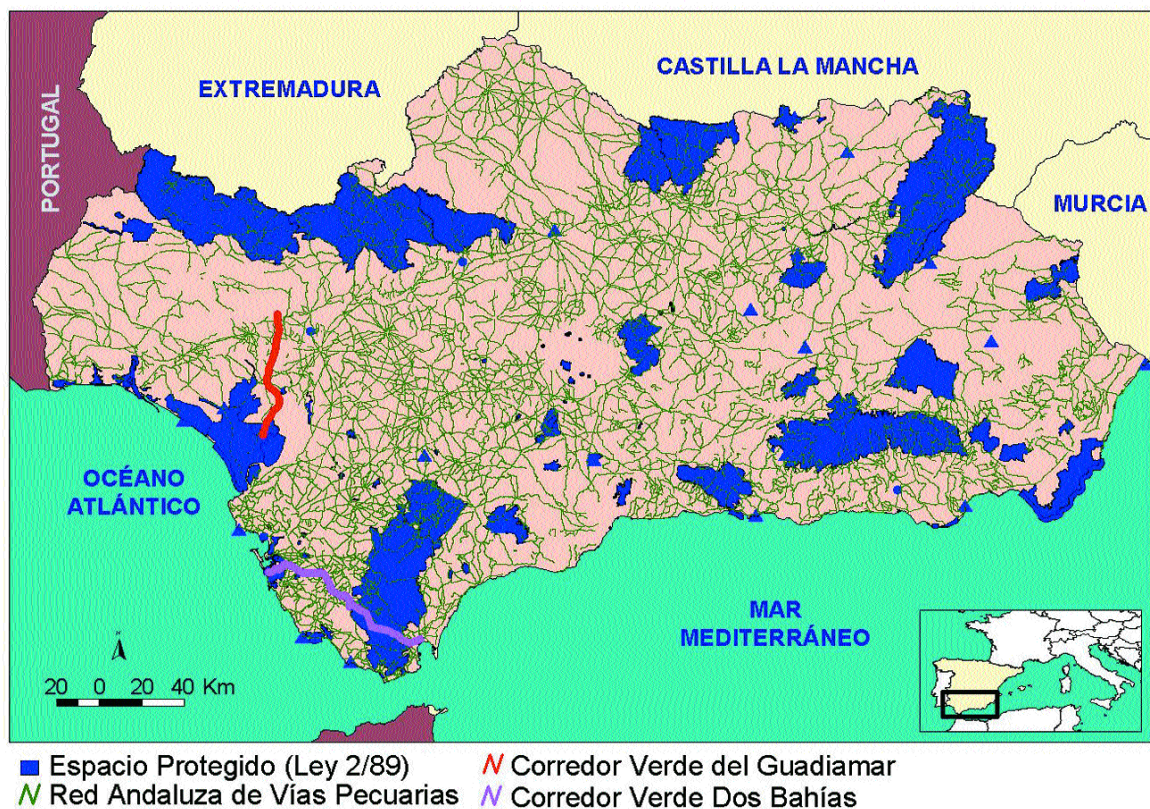 EXTREMADURA
CASTILLA LA MANCHA
PORTUGAL
MURCIA
OCÉANO
ATLÁNTICO
MAR
MEDITERRÁNEO
20 0 20 40 Km
Espacio Protegido (Ley 2/89)
Corredor Verde del Guadiamar
Red Andaluza de Vías Pecuarias
Corredor Verde Dos Bahías